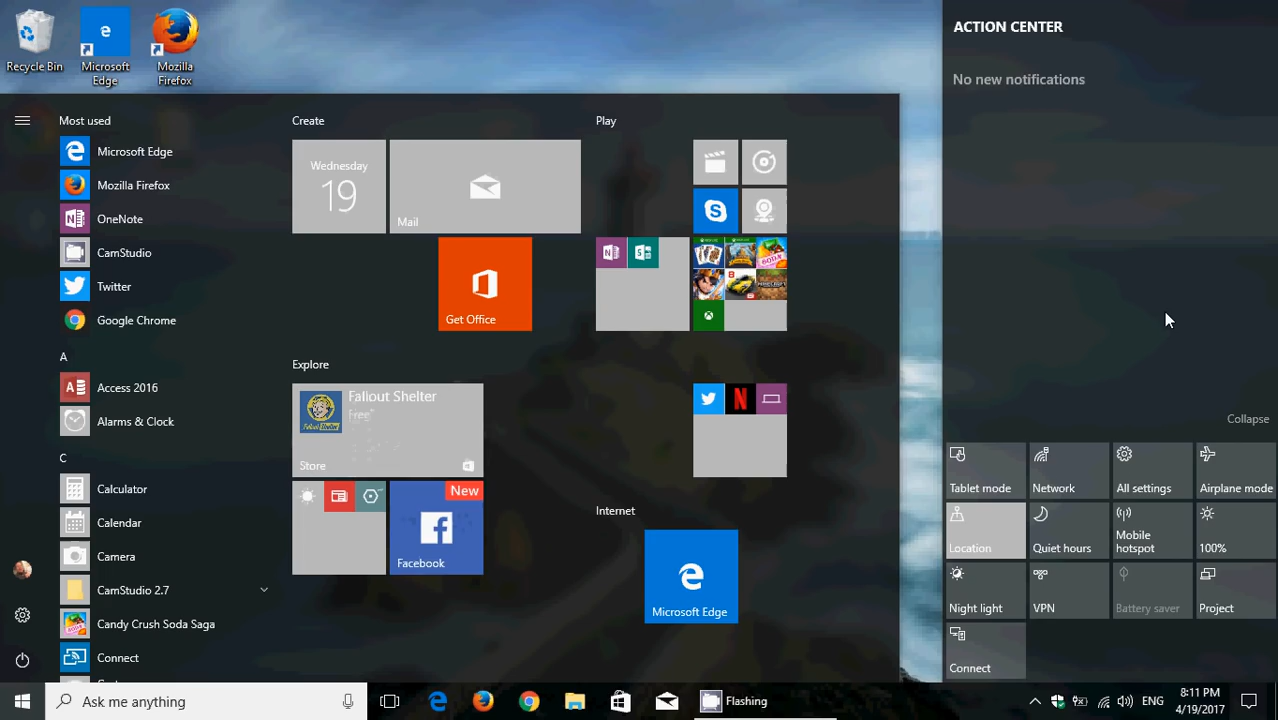 Recycle Bin
Microsoft Edge
Mozilla Firefox
Most used
Microsoft Edge
Mozilla Firefox
OneNote
CamStudio
Twitter
Google Chrome
A
Access 2016
Alarms & Clock
C
Calculator
Calendar
Camera
CamStudio 2.7
Candy Crush Soda Saga
Connect
Create
Wednesday
19
Mail
Get Office
Explore
Fallout Shelter
Free*
Store
New
Facebook
Play
Internet
Microsoft Edge
ACTION CENTER
No new notifications
Collapse
Tablet mode
Network
All settings
Airplane mode
Location
Quiet hours
Mobile hotspot
100%
Night light
VPN
Battery saver
Project
Connect
Ask me anything
Flashing
ENG
8:11 PM
4/19/2017